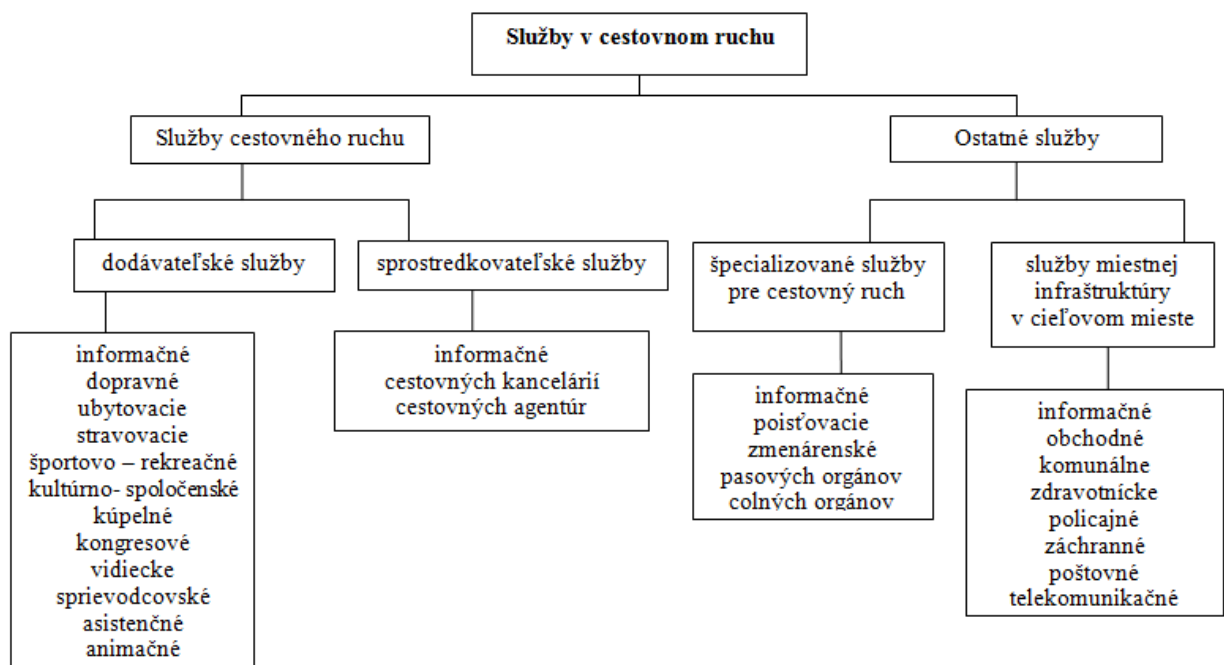 Služby v cestovnom ruchu
Služby cestovného ruchu
Ostatné služby
dodávateľské služby
sprostredkovateľské služby
špecializované služby
pre cestovný ruch
služby miestnej
infraštruktúry
v cieľovom mieste
informačné
dopravné
ubytovacie
stravovacie
športovo – rekreačné
kultúrno- spoločenské
kúpelné
kongresové
vidiecke
sprievodcovské
asistenčné
animačné
informačné
cestovných kancelárií
cestovných agentúr
informačné
poisťovacie
zmenárenské
pasových orgánov
colných orgánov
informačné
obchodné
komunálne
zdravotnícke
policajné
záchranné
poštovné
telekomunikačné